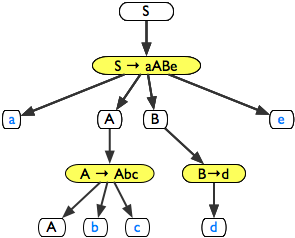 S
S → aABe
a A B e
A → Abc B→d
A b c d